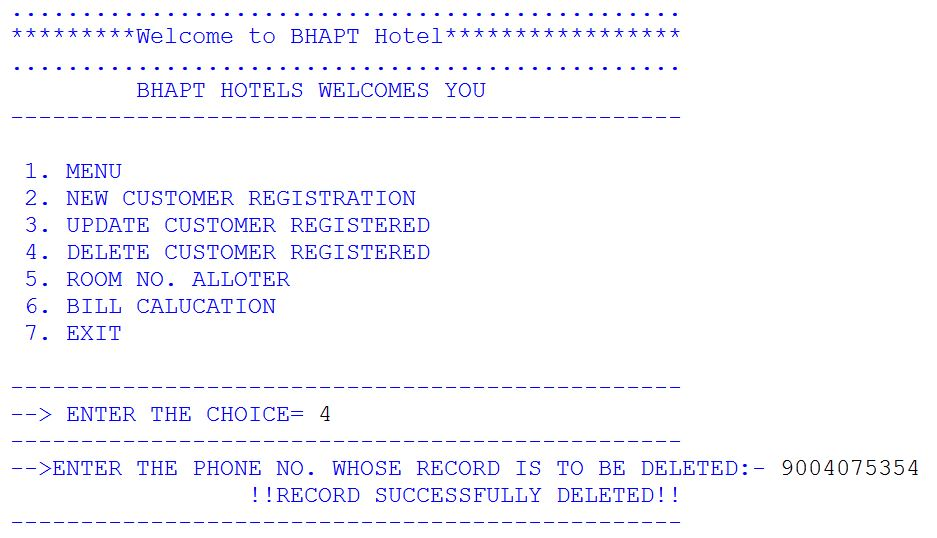 ................................................
*********Welcome to BHAPT Hotel*****************
................................................
BHAPT HOTELS WELCOMES YOU
------------------------------------------------
1. MENU
2. NEW CUSTOMER REGISTRATION
3. UPDATE CUSTOMER REGISTERED
4. DELETE CUSTOMER REGISTERED
5. ROOM NO. ALLOTER
6. BILL CALUCATION
7. EXIT
------------------------------------------------
--> ENTER THE CHOICE= 4
------------------------------------------------
-->ENTER THE PHONE NO. WHOSE RECORD IS TO BE DELETED:- 9004075354
!!RECORD SUCCESSFULLY DELETED!!
------------------------------------------------